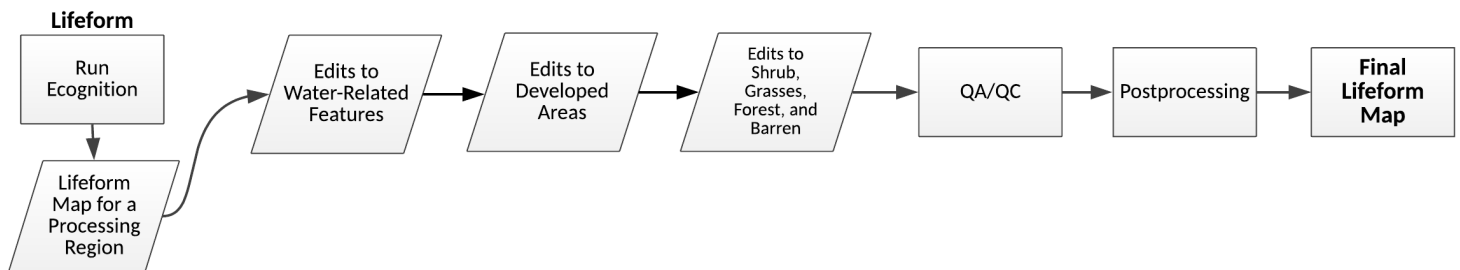 Lifeform
Run
Ecognition
Lifeform
Map for a
Processing
Region
Edits to
Water-Related
Features
Edits to
Developed
Areas
Edits to
Shrub,
Grasses,
Forest, and
Barren
QA/QC
Postprocessing
Final
Lifeform
Map